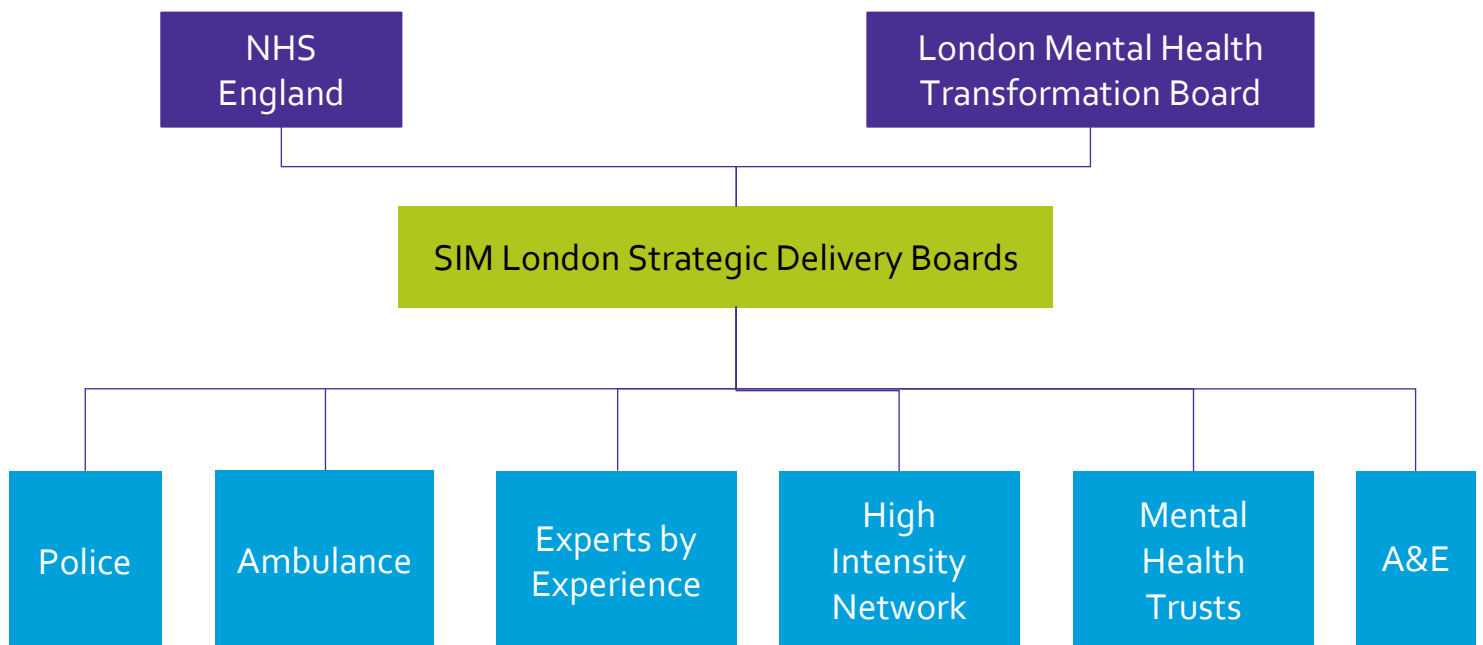 NHS
England
London Mental Health
Transformation Board
SIM London Strategic Delivery Boards
Police
Ambulance
Experts by
Experience
High
Intensity
Network
Mental
Health
Trusts
A&E